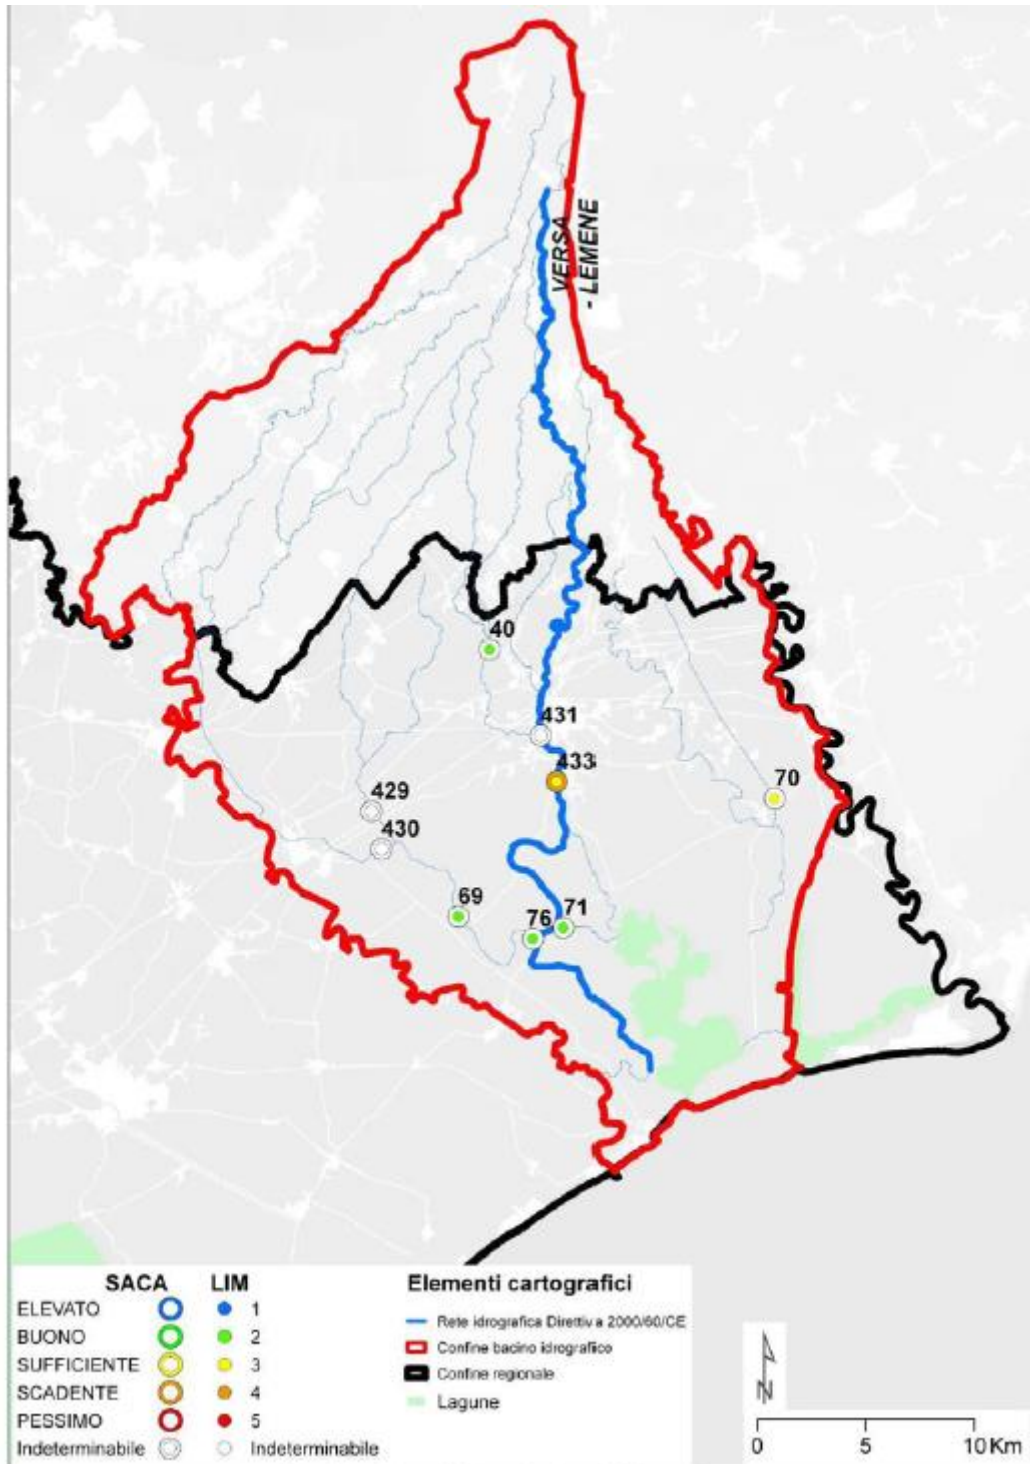 VERSA
- LEMENE
40
431
433
70
429
430
69
76
71
SACA LIM
ELEVATO 1
BUONO 2
SUFFICIENTE 3
SCADENTE 4
PESSIMO 5
Indeterminabile Indeterminabile
Elementi cartografici
Rete idrografica Direttiva 2000/60/CE
Confine bacino idrografico
Confine regionale
Lagune
N
0 5 10 Km